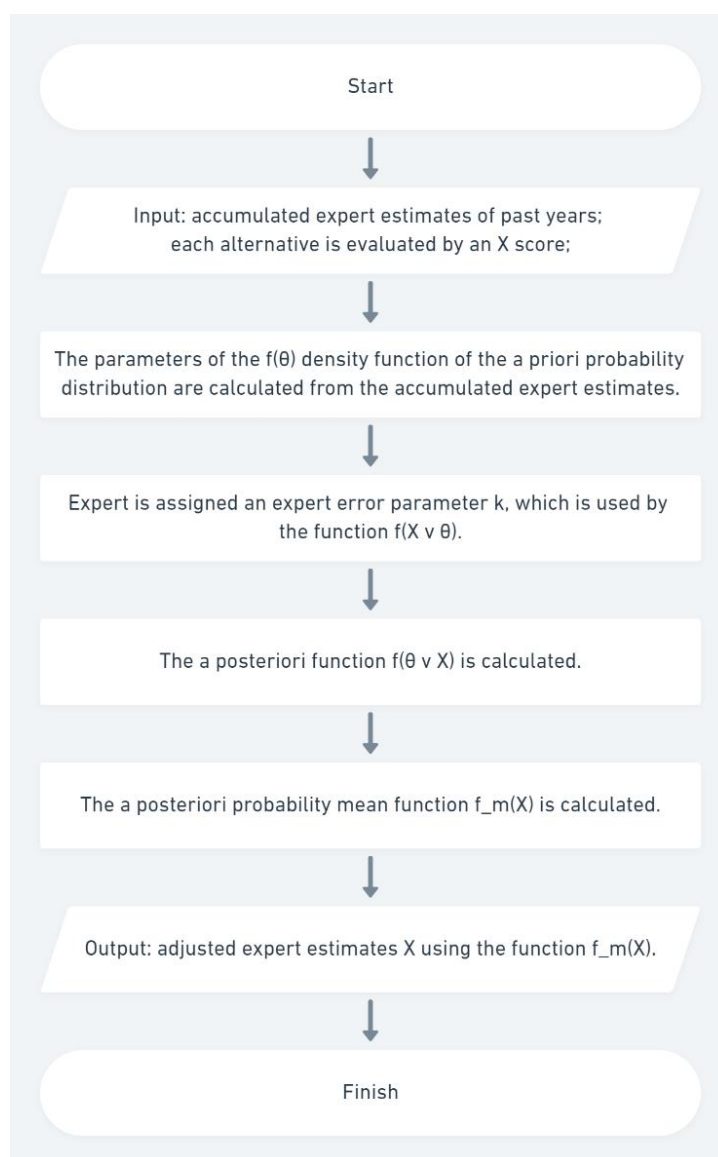 Start
Input: accumulated expert estimates of past years;
each alternative is evaluated by an X score;
The parameters of the f(θ) density function of the a priori probability
distribution are calculated from the accumulated expert estimates.
Expert is assigned an expert error parameter k, which is used by
the function f(X v θ).
The a posteriori function f(θ v X) is calculated.
The a posteriori probability mean function f_m(X) is calculated.
Output: adjusted expert estimates X using the function f_m(X).
Finish